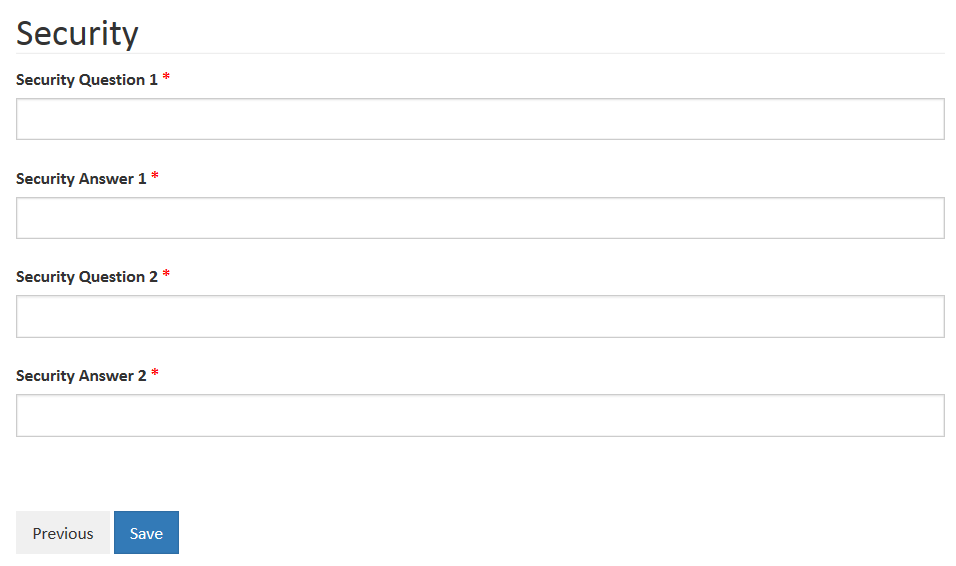 Security
Security Question 1 *
Security Answer 1 *
Security Question 2 *
Security Answer 2 *
Previous Save